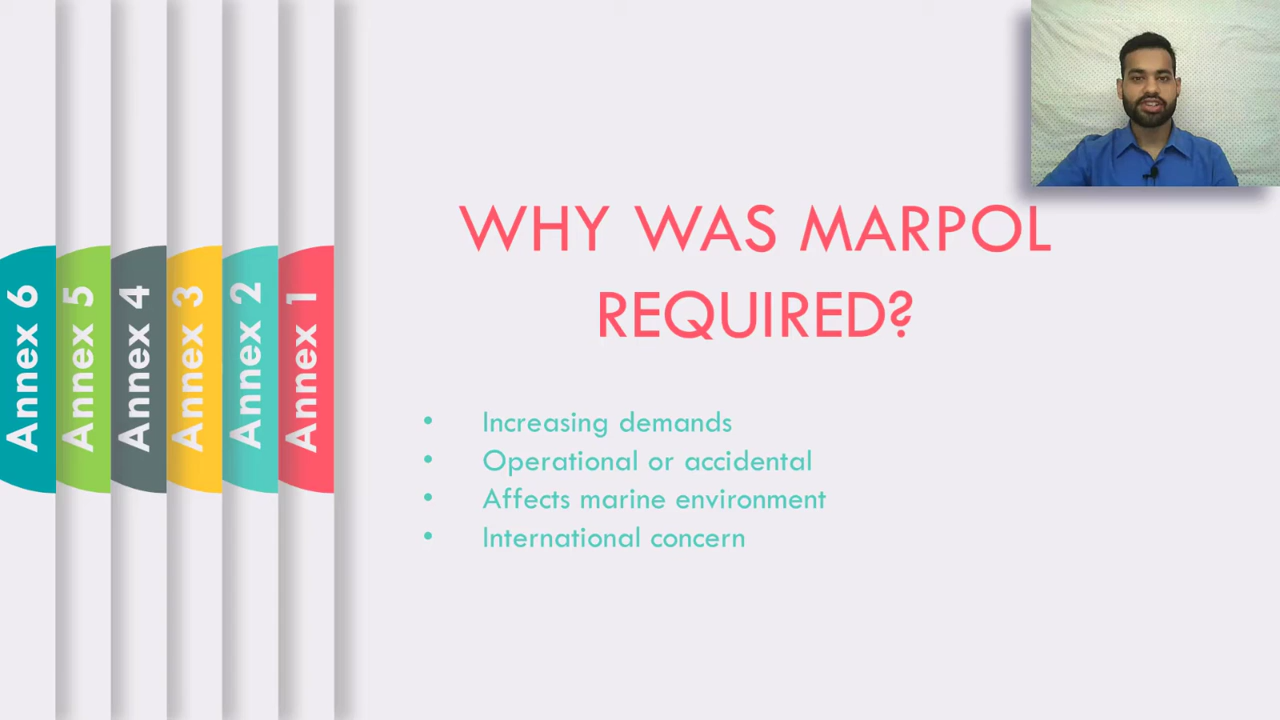 Annex 6
Annex 5
Annex 4
Annex 3
Annex 2
Annex 1
WHY WAS MARPOL
REQUIRED?
• Increasing demands
• Operational or accidental
• Affects marine environment
• International concern